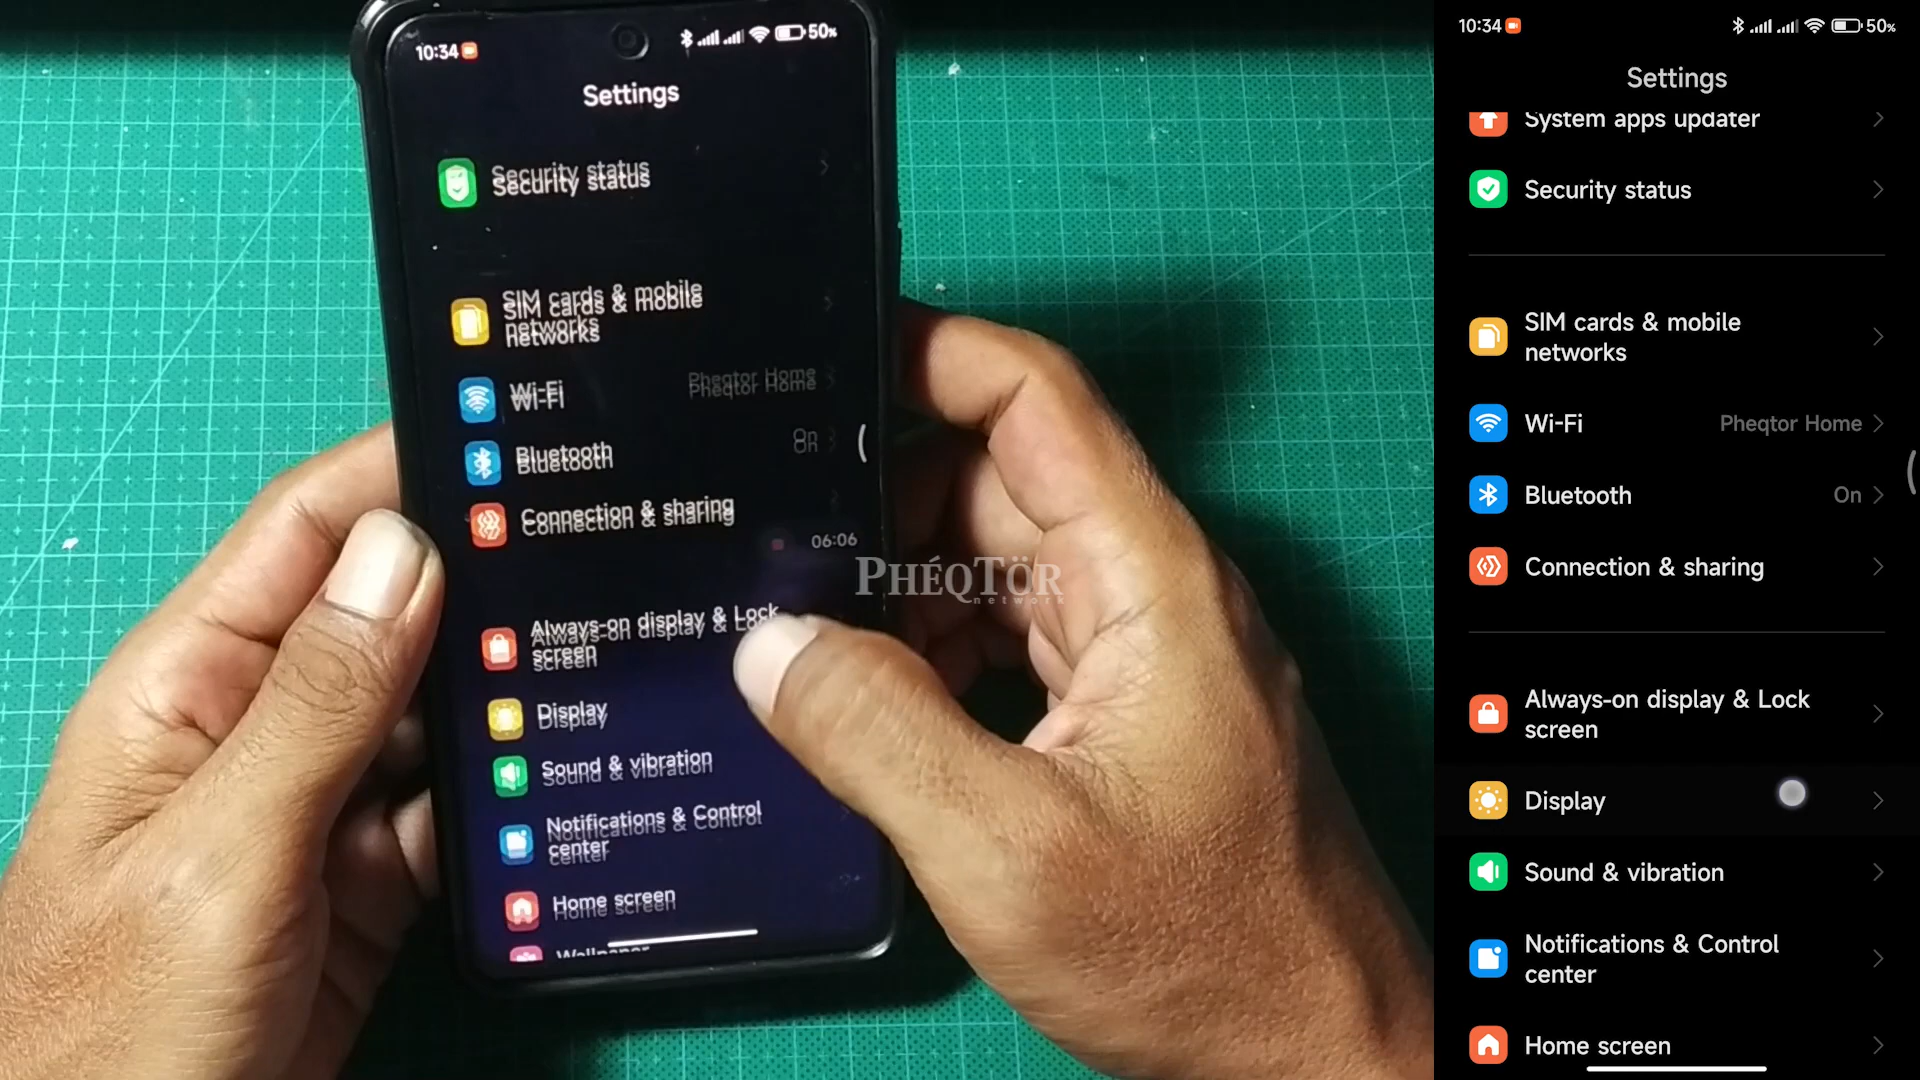 10:34
50%
Settings
Security status
SIM cards & mobile
networks
Wi-Fi
Pheqtor Home
Bluetooth
On
Connection & sharing
06:06
Always-on display & Lock
screen
Display
Sound & vibration
Notifications & Control
center
Home screen
Wallpaper
PHÉQTÖR
network
10:34
50%
Settings
System apps updater
Security status
SIM cards & mobile
networks
Wi-Fi
Pheqtor Home
Bluetooth
On
Connection & sharing
Always-on display & Lock
screen
Display
Sound & vibration
Notifications & Control
center
Home screen